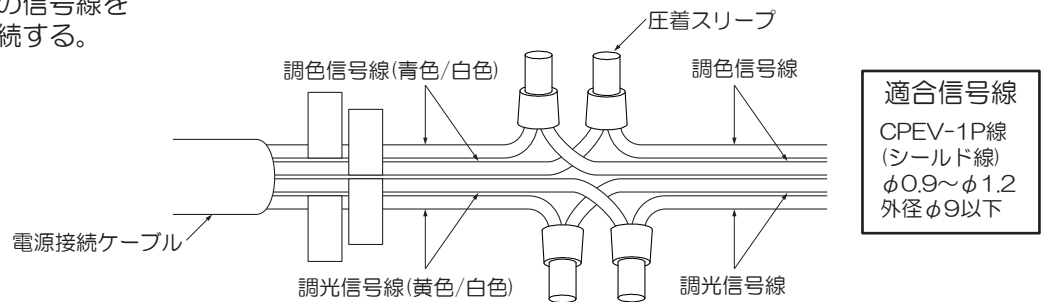 の信号線を
続する。
圧着スリーブ
調色信号線(青色/白色)
調色信号線
適合信号線
CPEV-1P線
(シールド線)
φ0.9～φ1.2
外径φ9以下
電源接続ケーブル
調光信号線(黄色/白色)
調光信号線